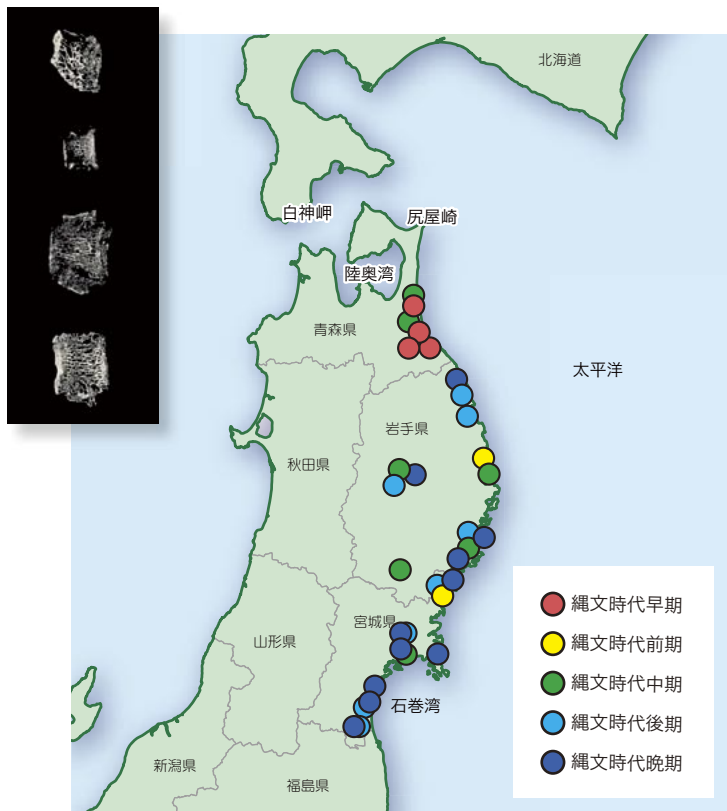 北海道
白神岬
尻屋崎
陸奥湾
青森県
太平洋
岩手県
秋田県
宮城県
山形県
石巻湾
新潟県
福島県
縄文時代早期
縄文時代前期
縄文時代中期
縄文時代後期
縄文時代晩期